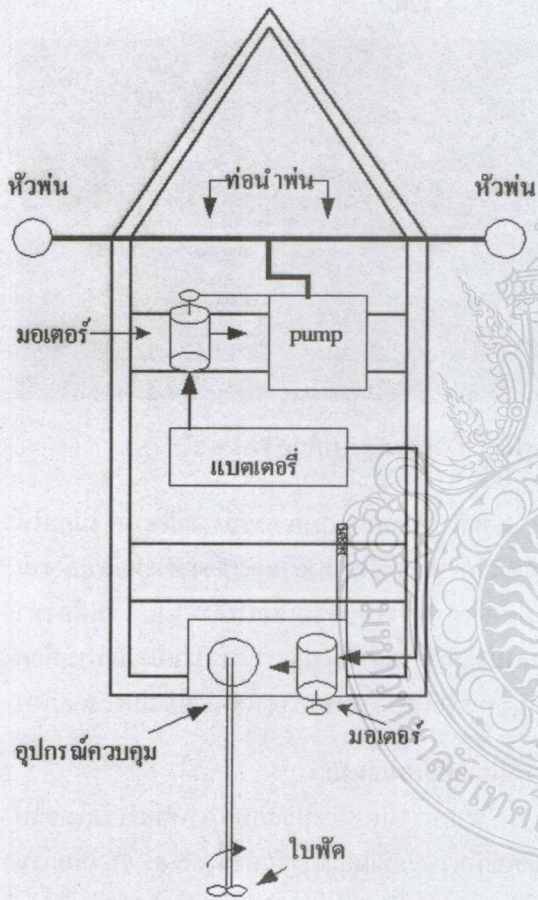 หัวพ่น
ท่อนำพ่น
หัวพ่น
มอเตอร์
pump
แบตเตอรี่
อุปกรณ์ควบคุม
มอเตอร์
ใบพัด